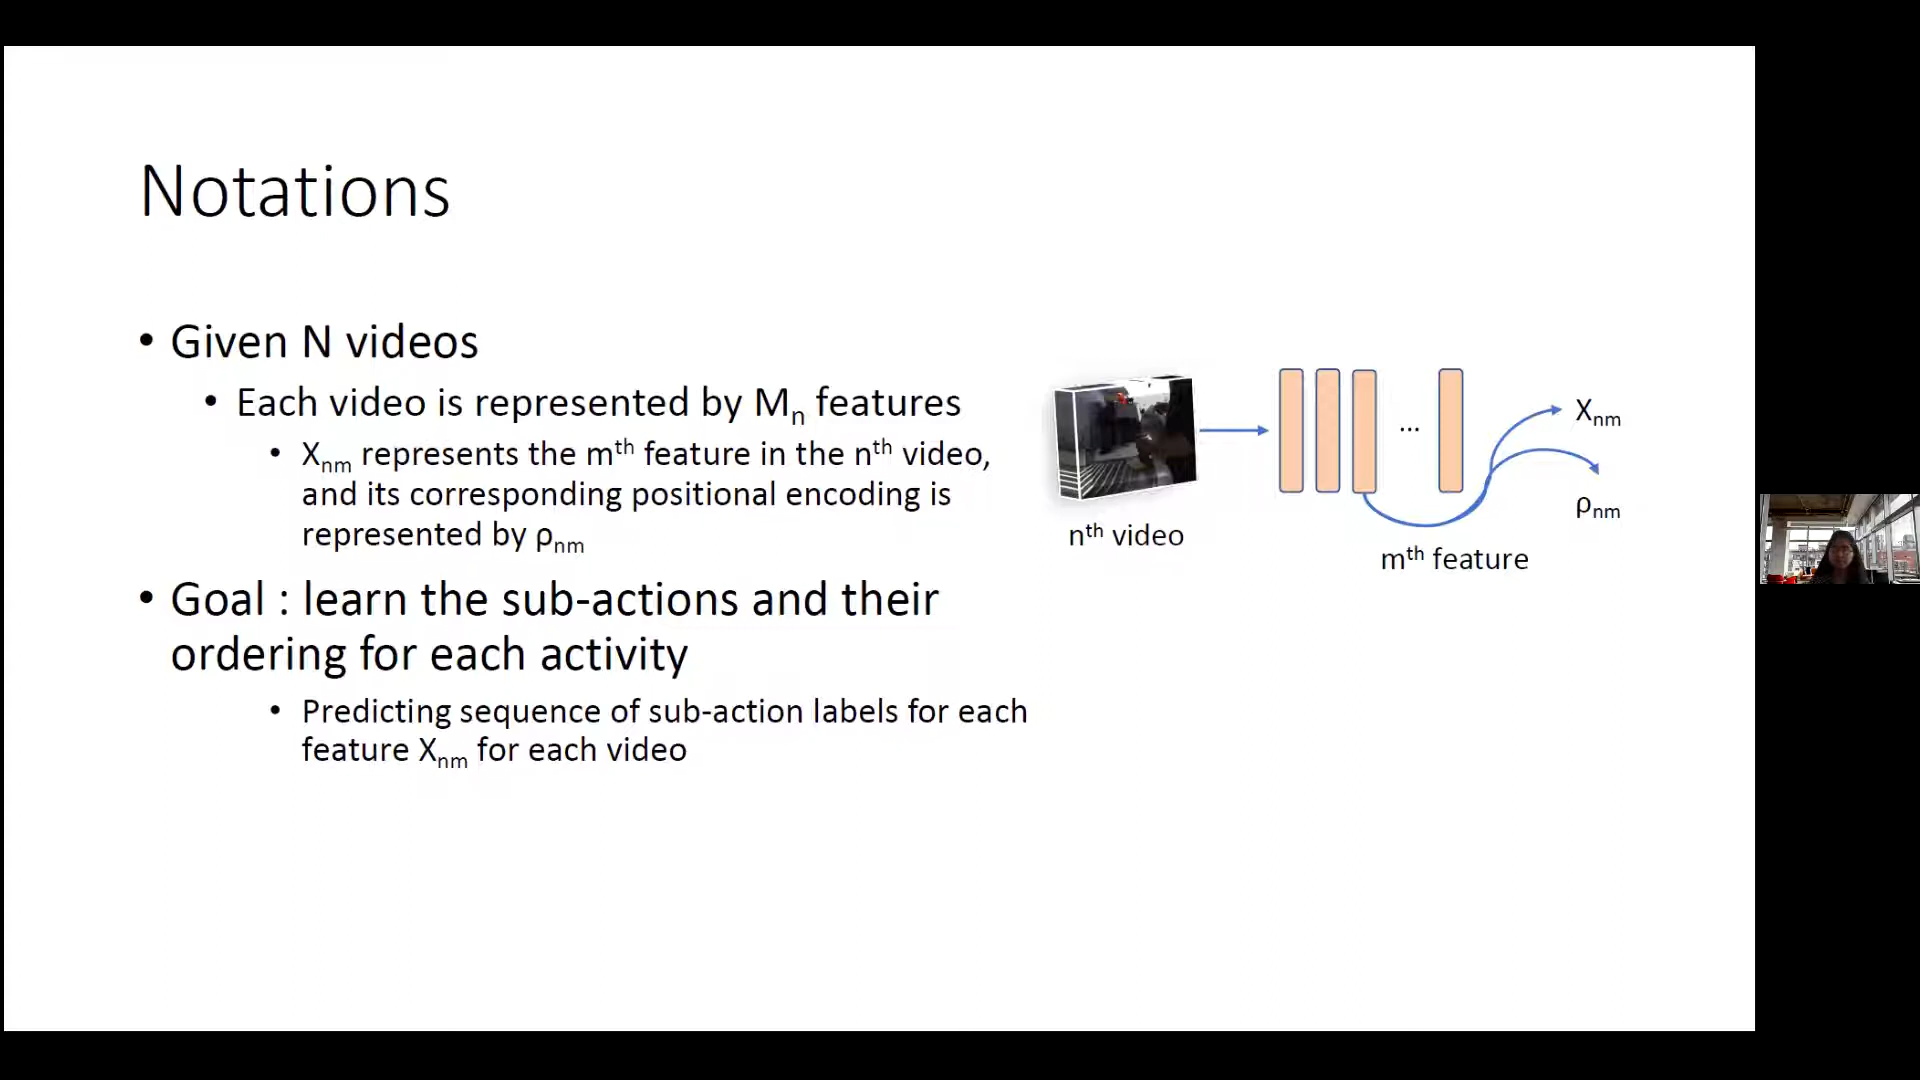 Notations
• Given N videos
• Each video is represented by Mn features
• Xnm represents the mth feature in the nth video,
and its corresponding positional encoding is
represented by ρnm
• Goal : learn the sub-actions and their
ordering for each activity
• Predicting sequence of sub-action labels for each
feature Xnm for each video
nth video
...
mth feature
Xnm
ρnm